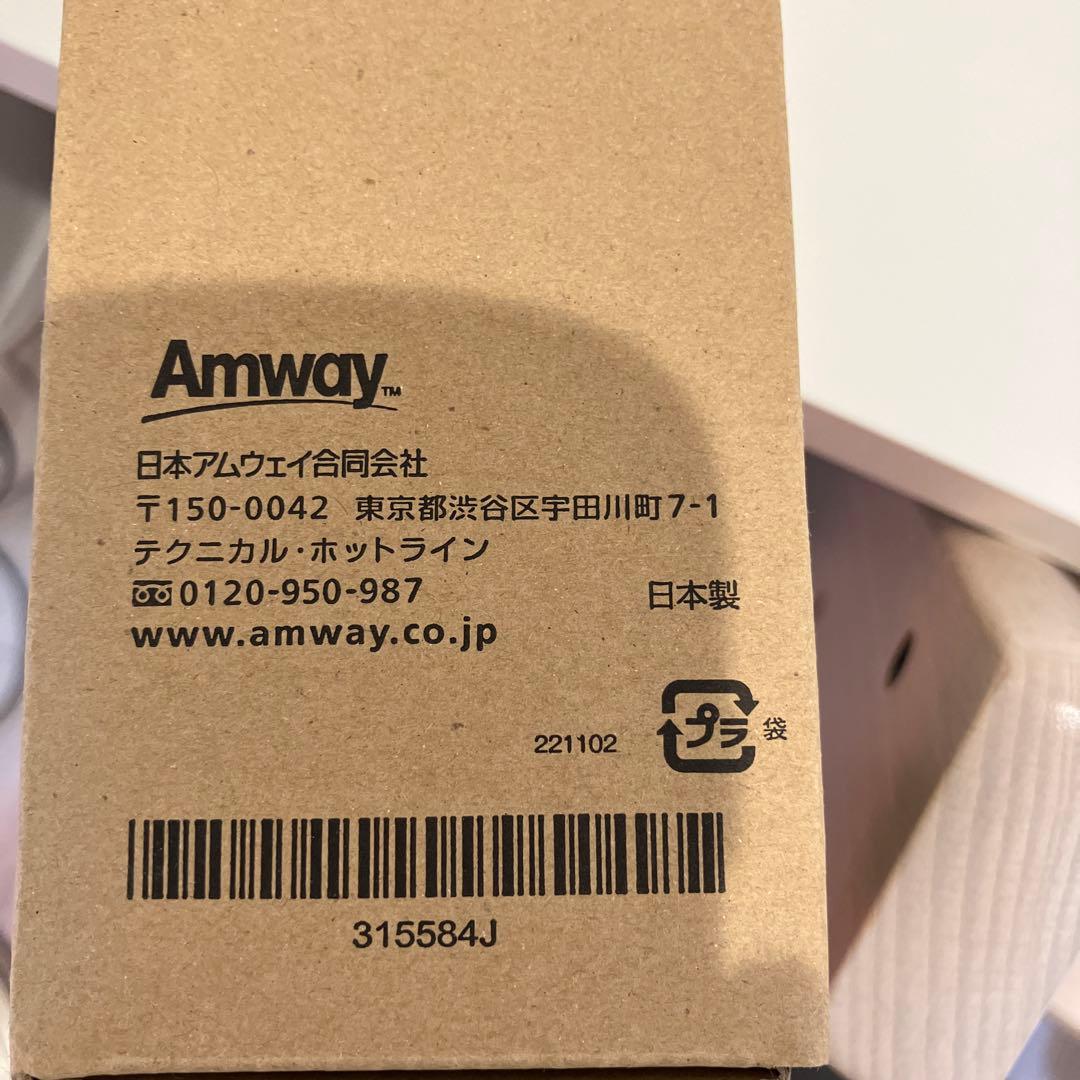 Amway™
日本アムウェイ合同会社
〒150-0042 東京都渋谷区宇田川町7-1
テクニカル・ホットライン
0120-950-987
日本製
www.amway.co.jp
221102
プラ 袋
315584J